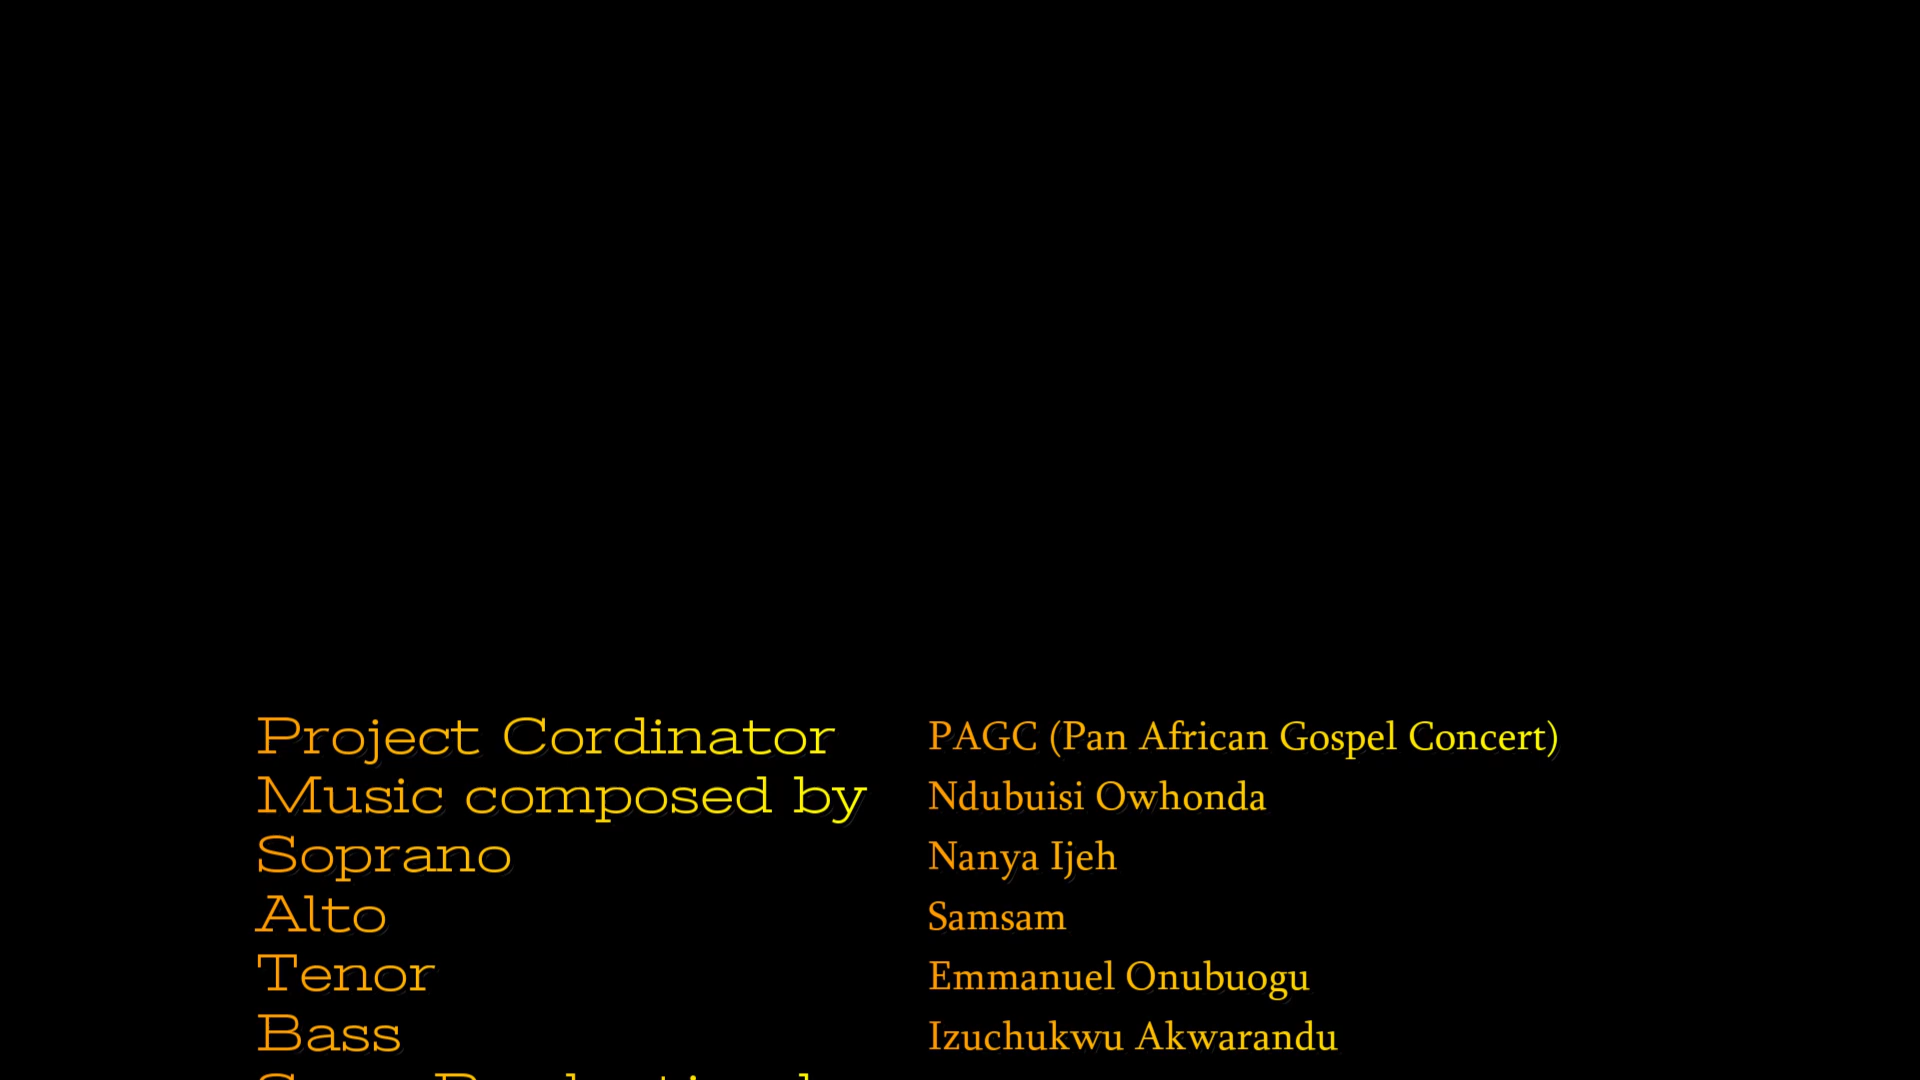 Project Cordinator PAGC (Pan African Gospel Concert)
Music composed by Ndubuisi Owhonda
Soprano Nanya Ijeh
Alto Samsam
Tenor Emmanuel Onubuogu
Bass Izuchukwu Akwarandu